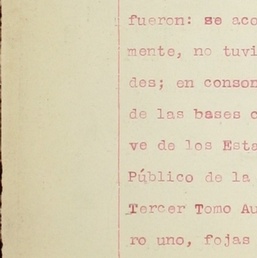 fueron: se aco
mente, no tuvi
des; en conson
de las bases c
ve de los Esta
Público de la
Tercer Tomo Au
ro uno, fojas